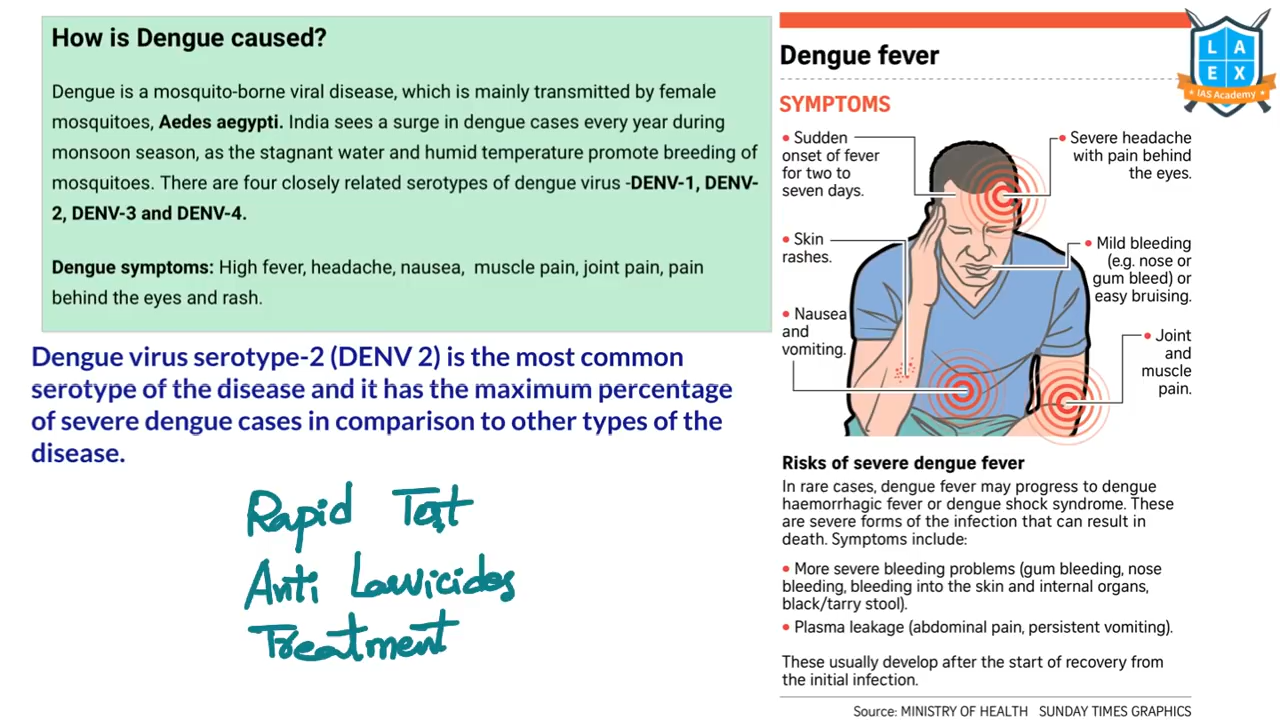 How is Dengue caused?
Dengue is a mosquito-borne viral disease, which is mainly transmitted by female
mosquitoes, Aedes aegypti. India sees a surge in dengue cases every year during
monsoon season, as the stagnant water and humid temperature promote breeding of
mosquitoes. There are four closely related serotypes of dengue virus -DENV-1, DENV-
2, DENV-3 and DENV-4.
Dengue symptoms: High fever, headache, nausea, muscle pain, joint pain, pain
behind the eyes and rash.
Dengue virus serotype-2 (DENV 2) is the most common
serotype of the disease and it has the maximum percentage
of severe dengue cases in comparison to other types of the
disease.
Rapid Test
Anti Lavicides
Treatment
Dengue fever
SYMPTOMS
• Sudden
onset of fever
for two to
seven days.
• Skin
rashes.
• Nausea
and
vomiting.
• Severe headache
with pain behind
the eyes.
• Mild bleeding
(e.g. nose or
gum bleed) or
easy bruising.
• Joint
and
muscle
pain.
Risks of severe dengue fever
In rare cases, dengue fever may progress to dengue
haemorrhagic fever or dengue shock syndrome. These
are severe forms of the infection that can result in
death. Symptoms include:
• More severe bleeding problems (gum bleeding, nose
bleeding, bleeding into the skin and internal organs,
black/tarry stool).
• Plasma leakage (abdominal pain, persistent vomiting).
These usually develop after the start of recovery from
the initial infection.
Source: MINISTRY OF HEALTH SUNDAY TIMES GRAPHICS
L A
E X
IAS Academy